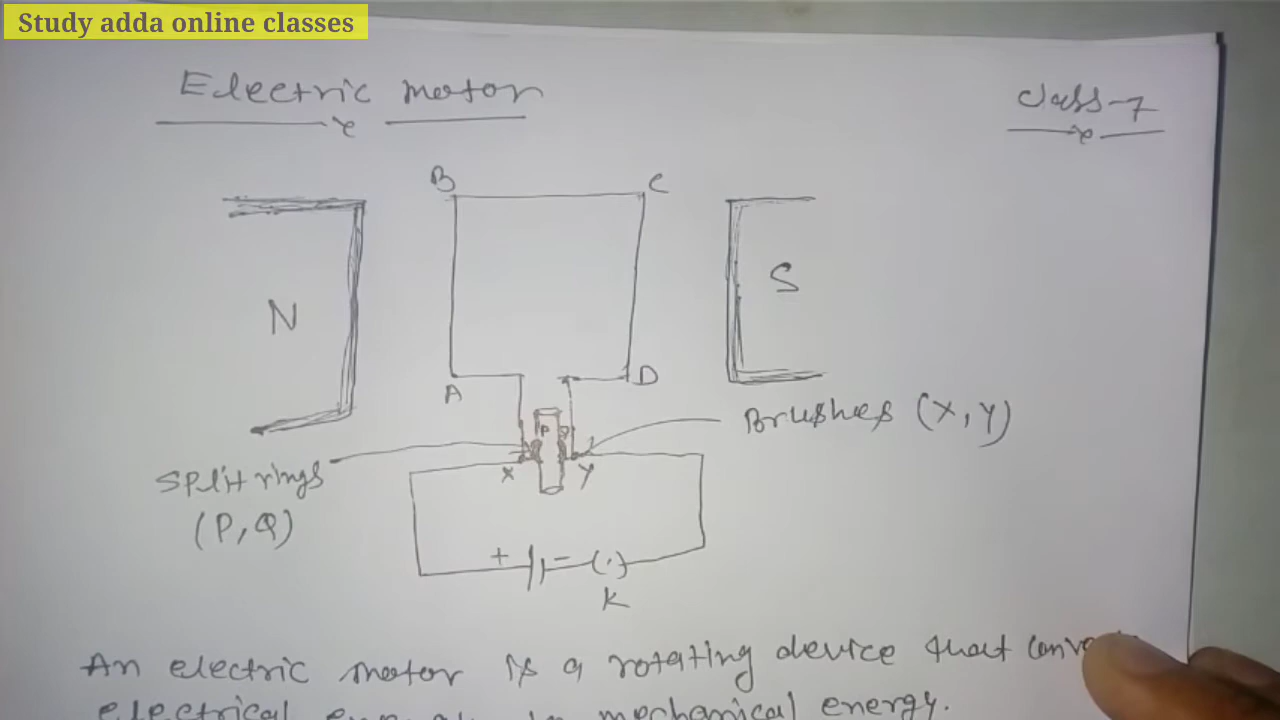 Study adda online classes
Electric motor
Class-7
B
C
N
S
A
D
P
Brushes (X, Y)
X
Y
Split rings
(P, Q)
+
-
(.)
K
An electric motor is a rotating device that
electrical mechanical energy.